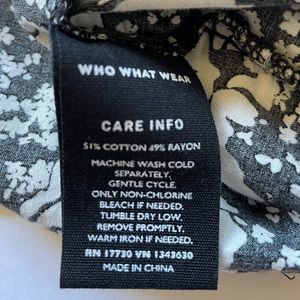 WHO WHAT WEAR
CARE INFO
51% COTTON 49% RAYON
MACHINE WASH COLD
SEPARATELY.
GENTLE CYCLE.
ONLY NON-CHLORINE
BLEACH IF NEEDED.
TUMBLE DRY LOW.
REMOVE PROMPTLY.
WARM IRON IF NEEDED.
RN 17730 VN 1343630
MADE IN CHINA